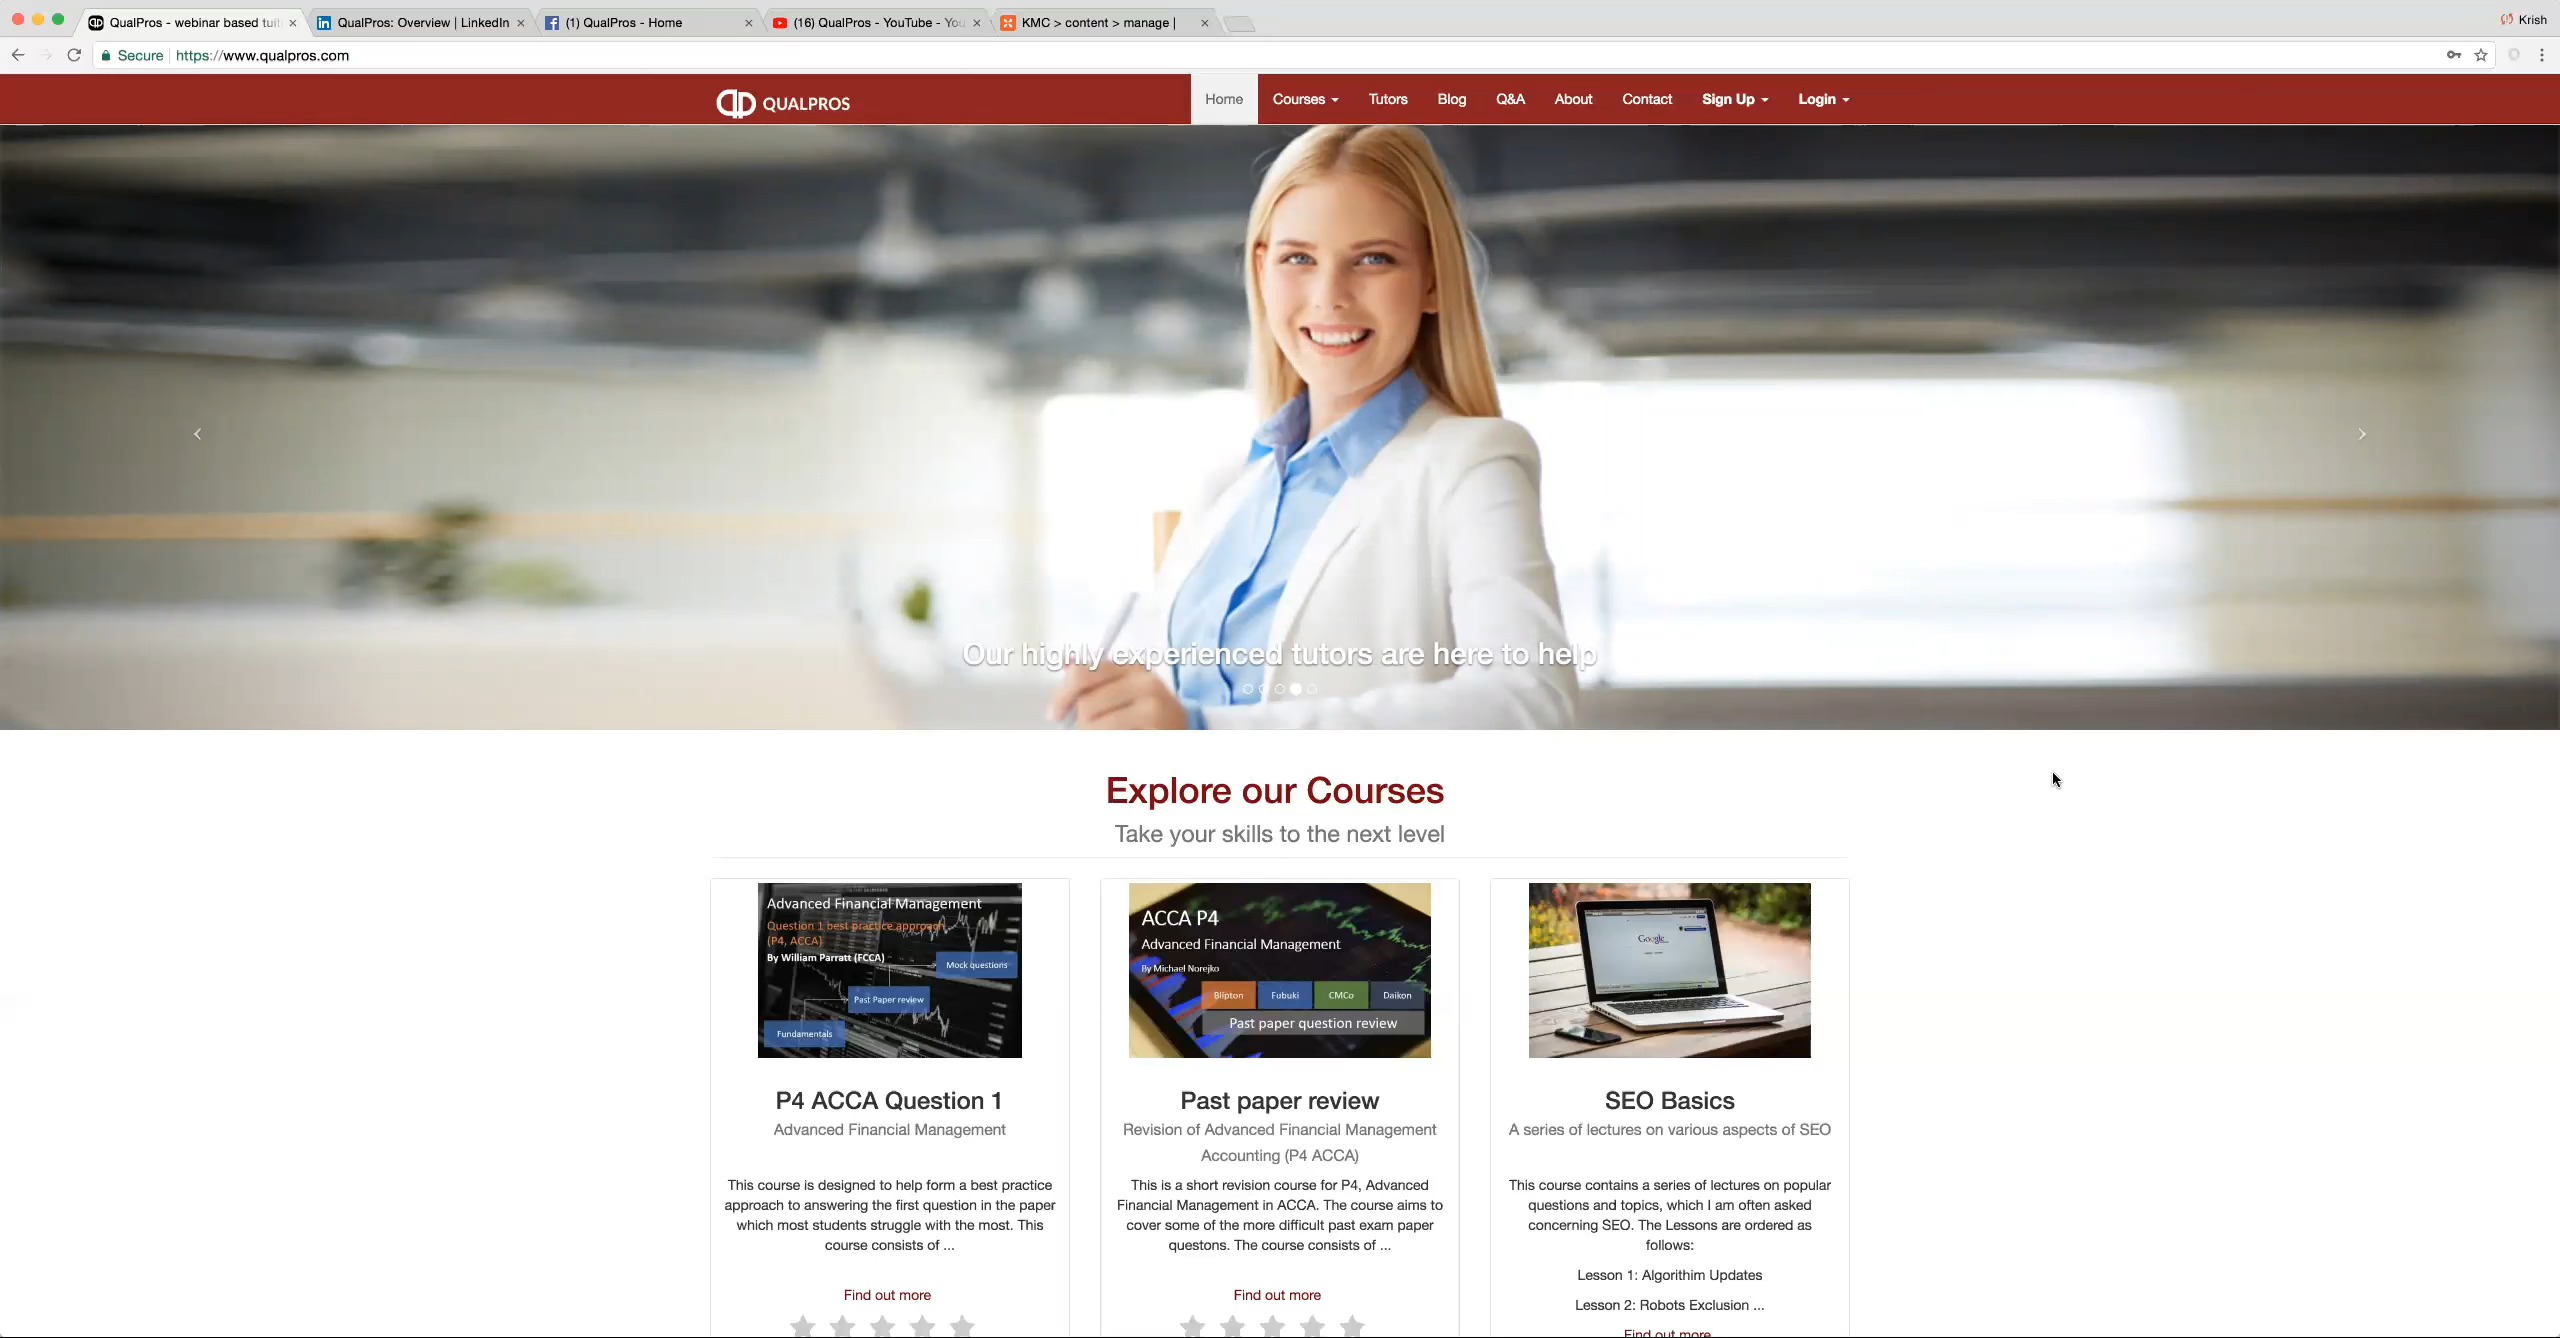 QualPros - webinar based tuit
QualPros: Overview | LinkedIn
(1) QualPros - Home
(16) QualPros - YouTube - You
KMC > content > manage |
Krish
Secure
https://www.qualpros.com
QUALPROS
Home
Courses
Tutors
Blog
Q&A
About
Contact
Sign Up
Login
Our highly experienced tutors are here to help
Explore our Courses
Take your skills to the next level
Advanced Financial Management
Question 1 best practice approach
(P4, ACCA)
By William Parratt (FCCA)
Mock questions
Past Paper review
Fundamentals
P4 ACCA Question 1
Advanced Financial Management
This course is designed to help form a best practice
approach to answering the first question in the paper
which most students struggle with the most. This
course consists of ...
Find out more
ACCA P4
Advanced Financial Management
By Michael Norejko
Blipton
Fubuki
CMCo
Daikon
Past paper question review
Past paper review
Revision of Advanced Financial Management
Accounting (P4 ACCA)
This is a short revision course for P4, Advanced
Financial Management in ACCA. The course aims to
cover some of the more difficult past exam paper
questons. The course consists of ...
Find out more
Google
SEO Basics
A series of lectures on various aspects of SEO
This course contains a series of lectures on popular
questions and topics, which I am often asked
concerning SEO. The Lessons are ordered as
follows:
Lesson 1: Algorithim Updates
Lesson 2: Robots Exclusion ...
Find out more